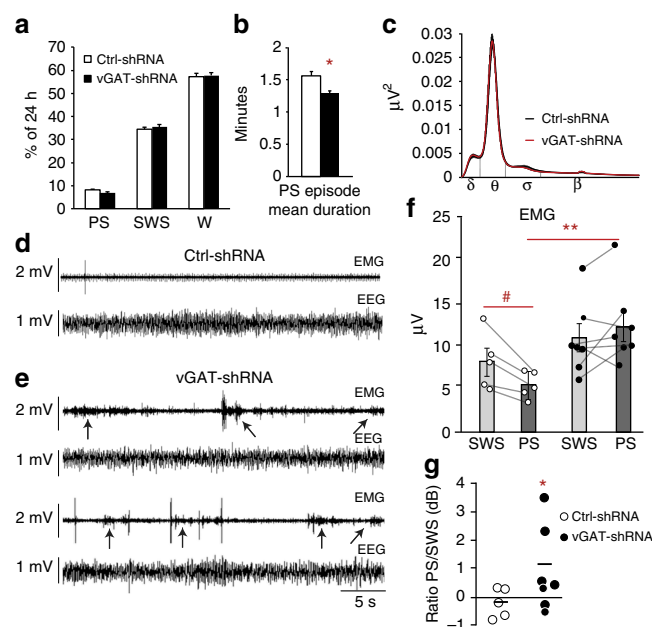 a
70
60
50
40
30
20
10
0
% of 24 h
Ctrl-shRNA
vGAT-shRNA
PS SWS W
b
2
1.5
1
0.5
0
Minutes
*
PS episode
mean duration
c
0.03
0.025
0.02
0.015
0.01
0.005
0
μV²
Ctrl-shRNA
vGAT-shRNA
δ θ σ β
d
Ctrl-shRNA
2 mV
EMG
1 mV
EEG
e
vGAT-shRNA
2 mV
EMG
1 mV
EEG
2 mV
EMG
1 mV
EEG
5 s
f
EMG
25
20
15
10
5
0
μV
#
**
SWS PS SWS PS
g
4
3
2
1
0
–1
Ratio PS/SWS (dB)
*
Ctrl-shRNA
vGAT-shRNA